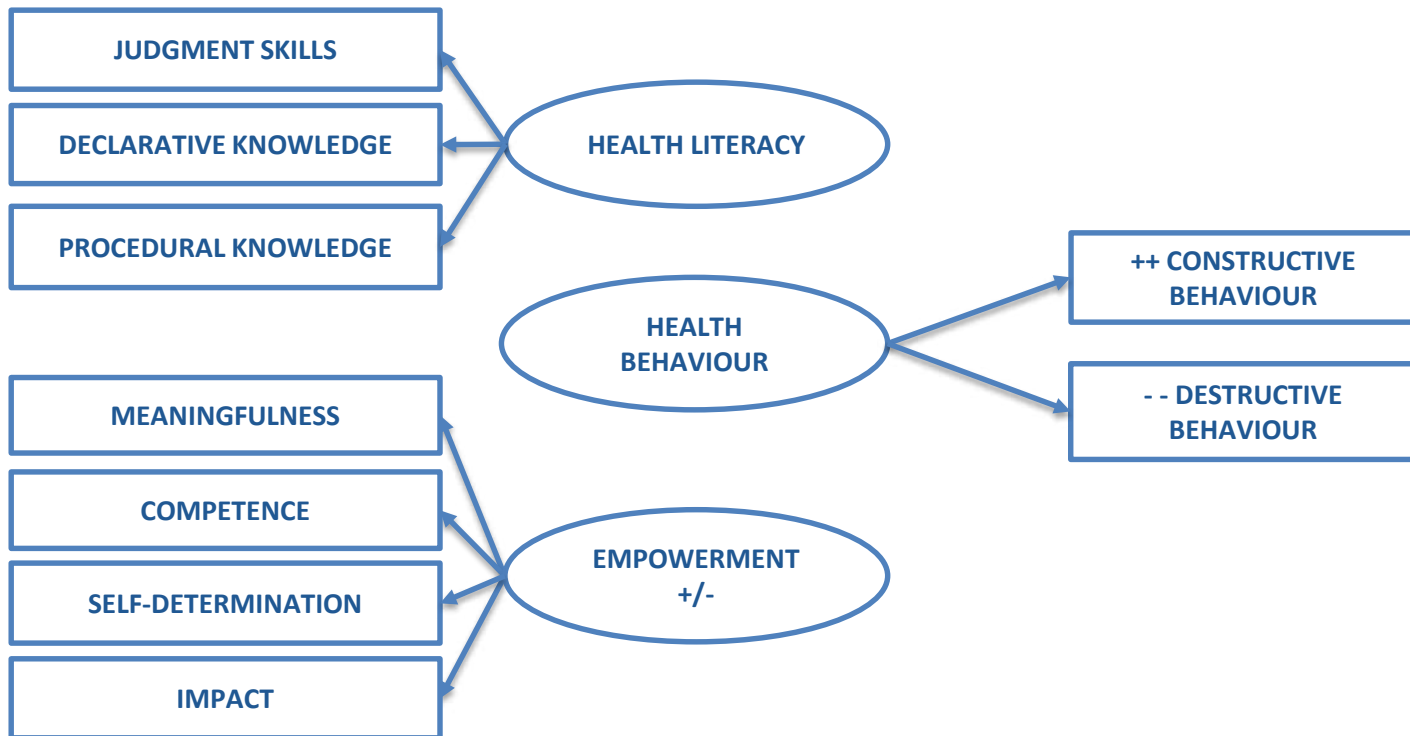 JUDGMENT SKILLS
DECLARATIVE KNOWLEDGE
PROCEDURAL KNOWLEDGE
HEALTH LITERACY
HEALTH
BEHAVIOUR
++ CONSTRUCTIVE
BEHAVIOUR
- - DESTRUCTIVE
BEHAVIOUR
MEANINGFULNESS
COMPETENCE
SELF-DETERMINATION
IMPACT
EMPOWERMENT
+/-